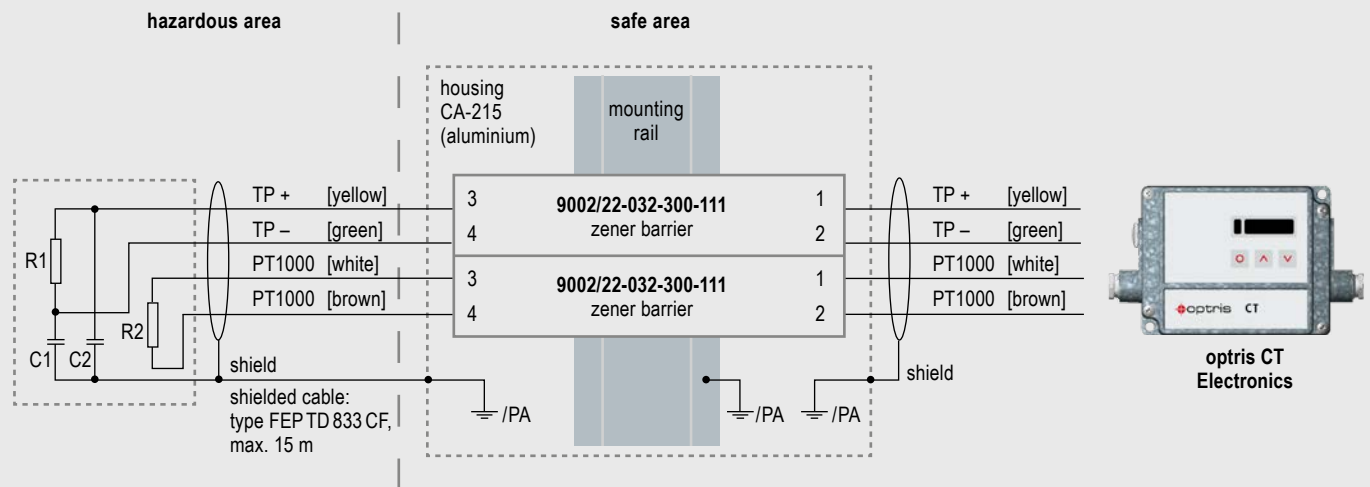 hazardous area
safe area
housing
CA-215
(aluminium)
mounting
rail
TP + [yellow]
TP – [green]
PT1000 [white]
PT1000 [brown]
3
4
9002/22-032-300-111
zener barrier
1
2
3
4
9002/22-032-300-111
zener barrier
1
2
TP + [yellow]
TP – [green]
PT1000 [white]
PT1000 [brown]
R1
R2
C1
C2
shield
shielded cable:
type FEP TD 833 CF,
max. 15 m
/PA
/PA
/PA
shield
optris CT
optris CT
Electronics